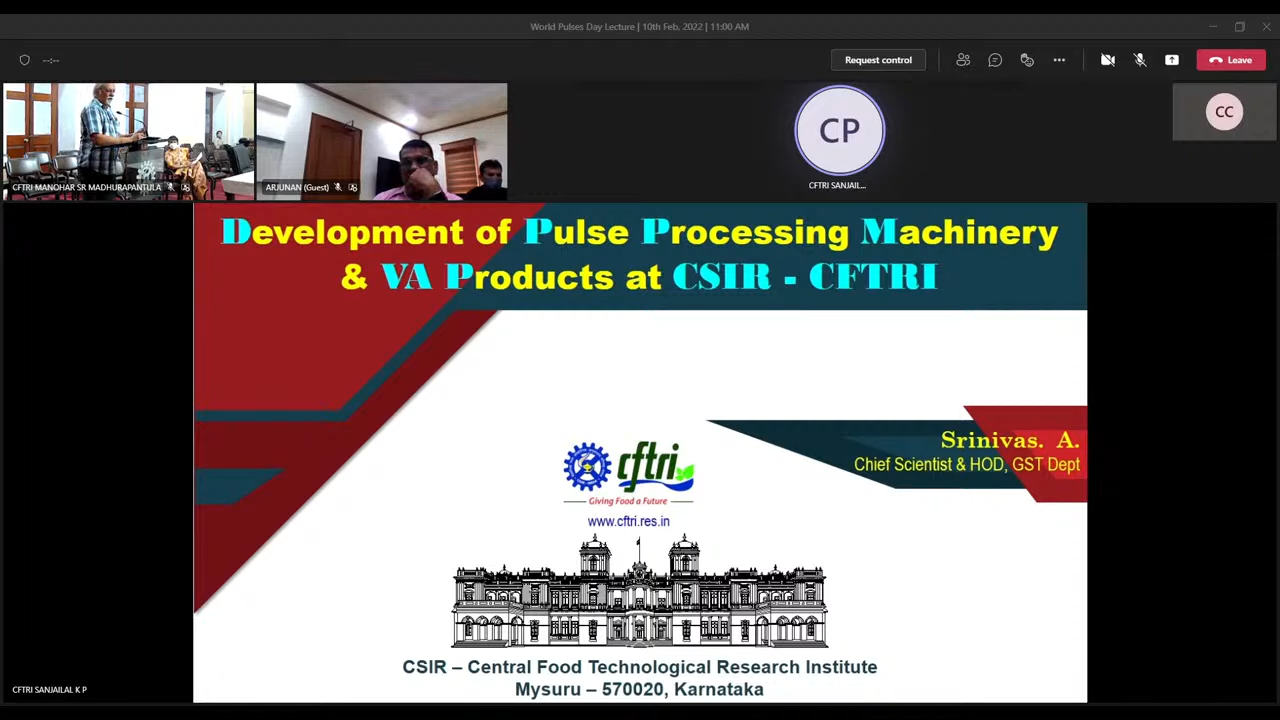 World Pulses Day Lecture | 10th Feb, 2022 | 11:00 AM
--:--
Request control
Leave
CP
CC
CFTRI MANOHAR SR MADHURAPANTULA
ARJUNAN (Guest)
CFTRI SANJAIL...
Development of Pulse Processing Machinery
& VA Products at CSIR - CFTRI
Srinivas. A.
Chief Scientist & HOD, GST Dept
cftri
Giving Food a Future
www.cftri.res.in
CSIR – Central Food Technological Research Institute
Mysuru – 570020, Karnataka
CFTRI SANJAILAL K P